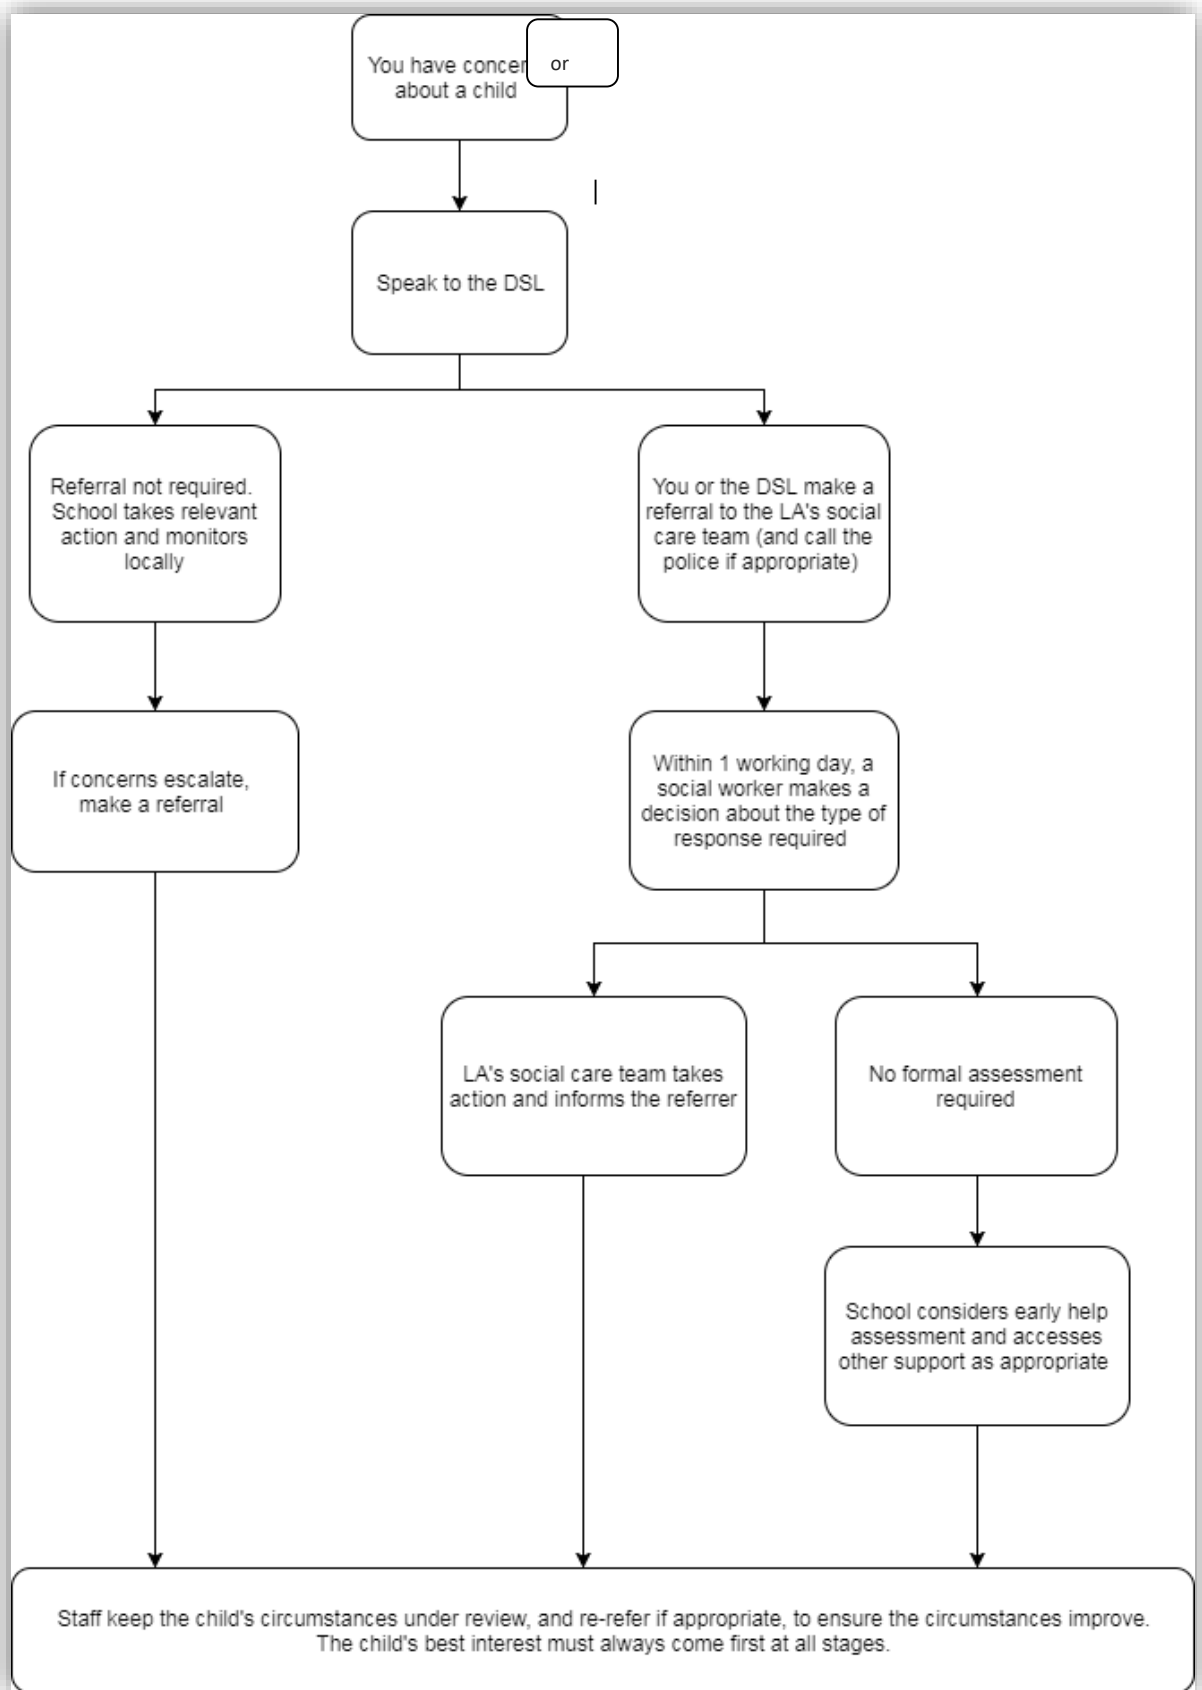 You have concer
or
about a child
Speak to the DSL
Referral not required.
School takes relevant
action and monitors
locally
You or the DSL make a
referral to the LA's social
care team (and call the
police if appropriate)
If concerns escalate,
make a referral
Within 1 working day, a
social worker makes a
decision about the type of
response required
LA's social care team takes
action and informs the referrer
No formal assessment
required
School considers early help
assessment and accesses
other support as appropriate
Staff keep the child's circumstances under review, and re-refer if appropriate, to ensure the circumstances improve.
The child's best interest must always come first at all stages.